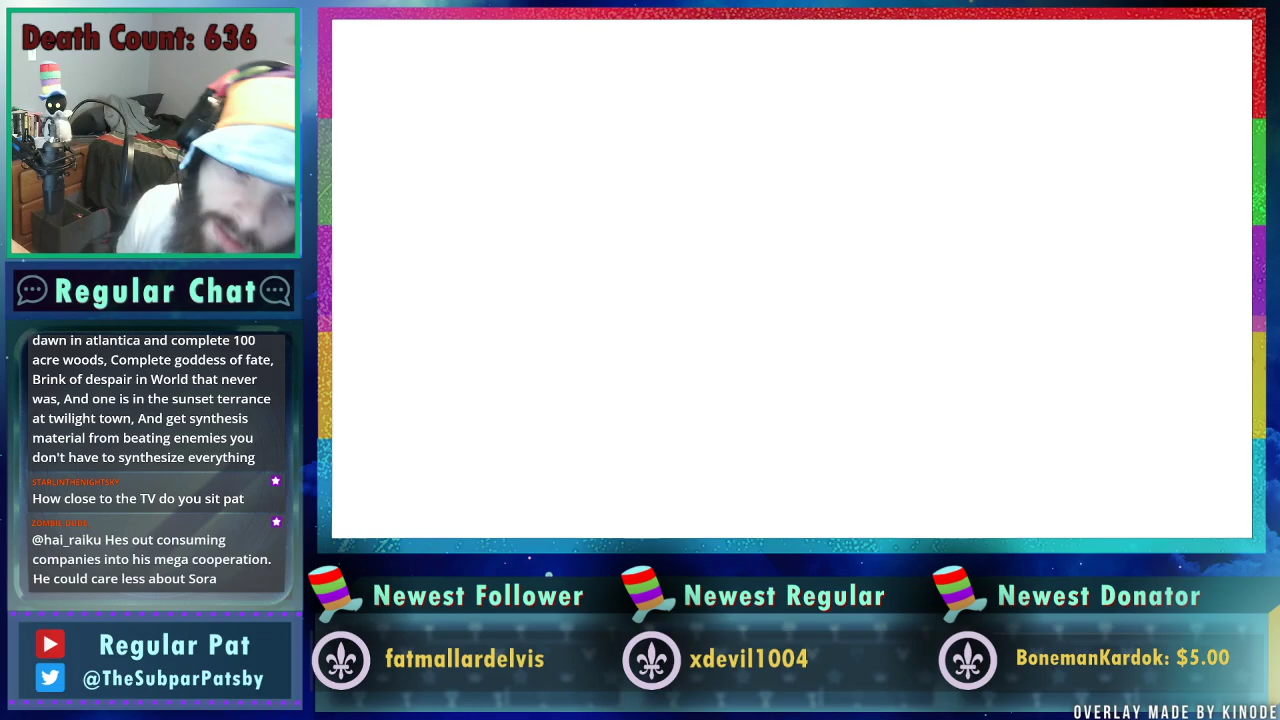 Death Count: 636
Regular Chat
dawn in atlantica and complete 100
acre woods, Complete goddess of fate,
Brink of despair in World that never
was, And one is in the sunset terrance
at twilight town, And get synthesis
material from beating enemies you
don't have to synthesize everything
STARLINTHENIGHTSKY
How close to the TV do you sit pat
ZOMBIE_DUDE
@hai_raiku Hes out consuming
companies into his mega cooperation.
He could care less about Sora
Regular Pat
@TheSubparPatsby
Newest Follower
fatmallardelvis
Newest Regular
xdevil1004
Newest Donator
BonemanKardok: $5.00
OVERLAY MADE BY KINODE